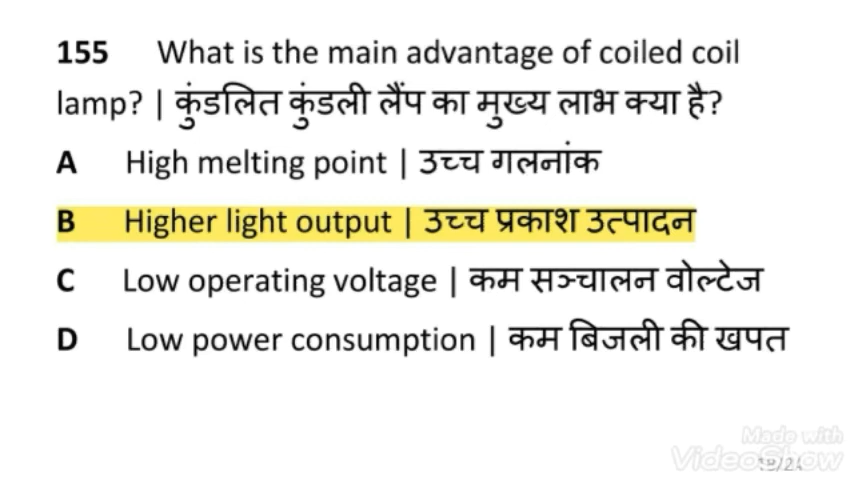 155 What is the main advantage of coiled coil
lamp? | कुंडलित कुंडली लैंप का मुख्य लाभ क्या है?
A High melting point | उच्च गलनांक
B Higher light output | उच्च प्रकाश उत्पादन
C Low operating voltage | कम सञ्चालन वोल्टेज
D Low power consumption | कम बिजली की खपत
Made with
VideoShow